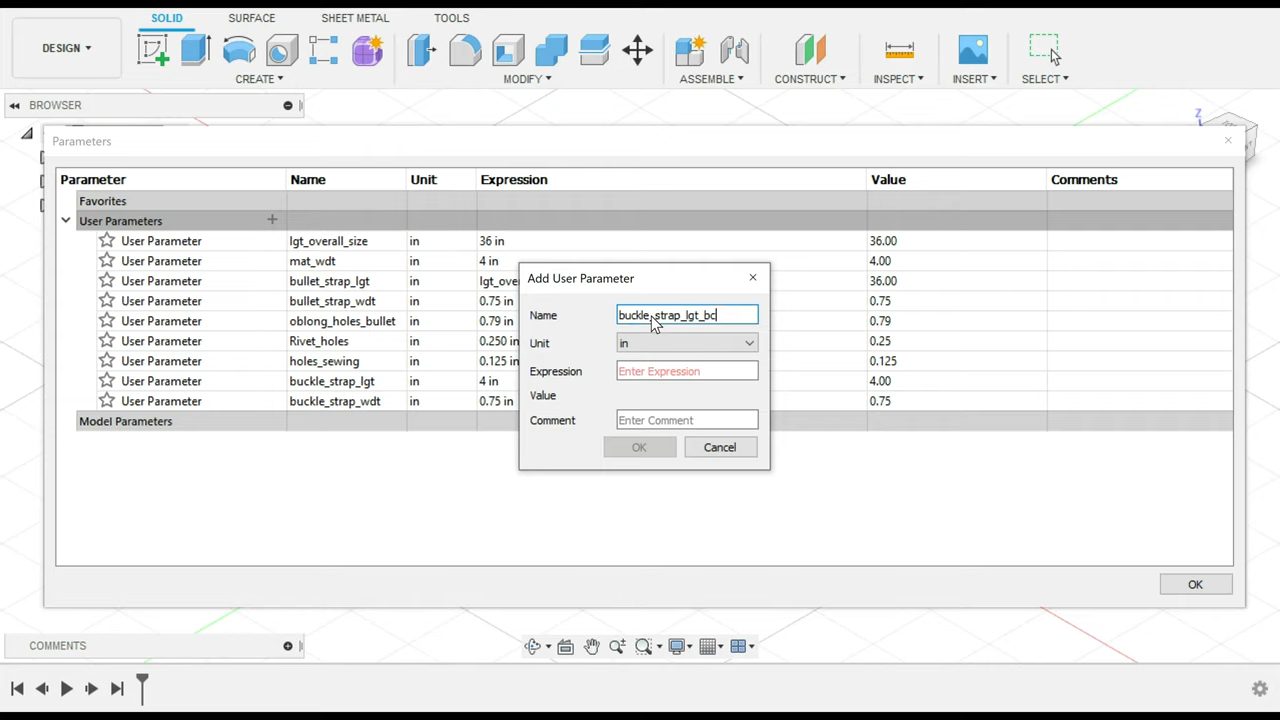 SOLID SURFACE SHEET METAL TOOLS
DESIGN
CREATE MODIFY ASSEMBLE CONSTRUCT INSPECT INSERT SELECT
BROWSER
Z
Parameters
Parameter Name Unit Expression Value Comments
Favorites
User Parameters
User Parameter lgt_overall_size in 36 in 36.00
User Parameter mat_wdt in 4 in 4.00
User Parameter bullet_strap_lgt in lgt_ove 36.00
User Parameter bullet_strap_wdt in 0.75 in 0.75
User Parameter oblong_holes_bullet in 0.79 in 0.79
User Parameter Rivet_holes in 0.250 in 0.25
User Parameter holes_sewing in 0.125 in 0.125
User Parameter buckle_strap_lgt in 4 in 4.00
User Parameter buckle_strap_wdt in 0.75 in 0.75
Model Parameters
Add User Parameter
Name buckle_strap_lgt_bc
Unit in
Expression Enter Expression
Value
Comment Enter Comment
OK Cancel
OK
COMMENTS